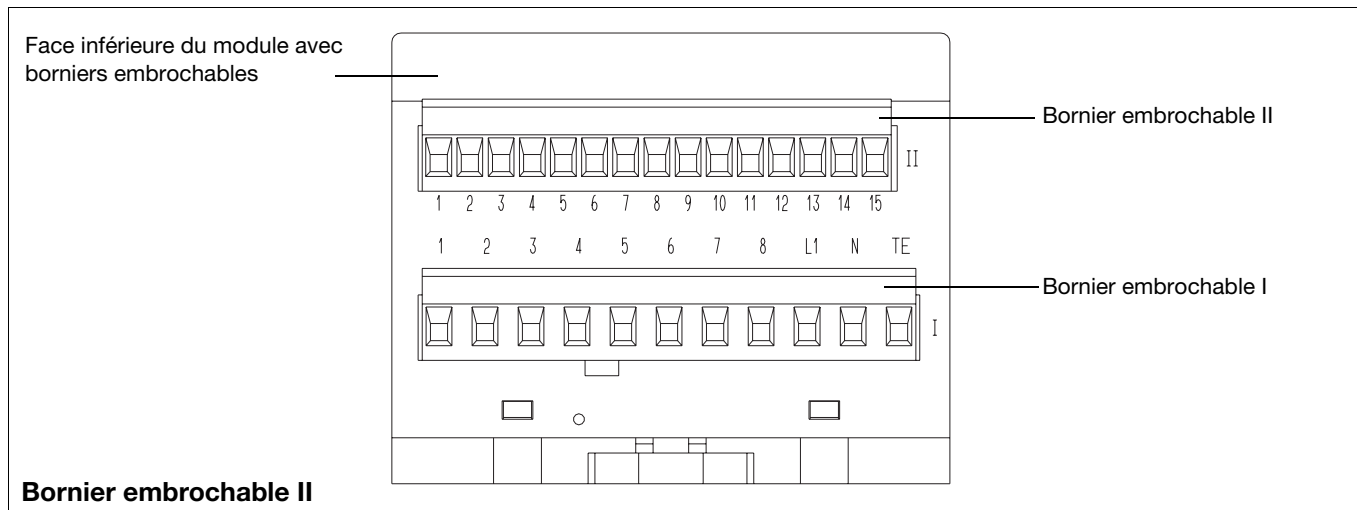 Face inférieure du module avec
borniers embrochables
Bornier embrochable II
II
1 2 3 4 5 6 7 8 9 10 11 12 13 14 15
1 2 3 4 5 6 7 8 L1 N TE
Bornier embrochable I
I
Bornier embrochable II